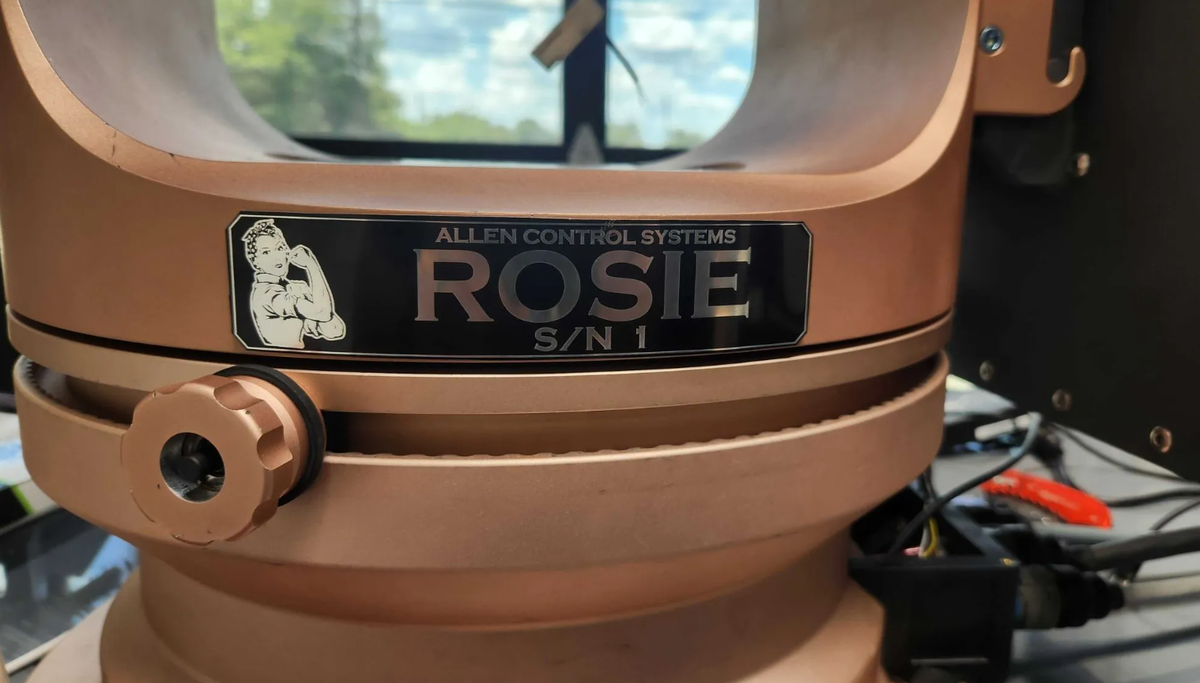 ALLEN CONTROL SYSTEMS
ROSIE
S/N 1